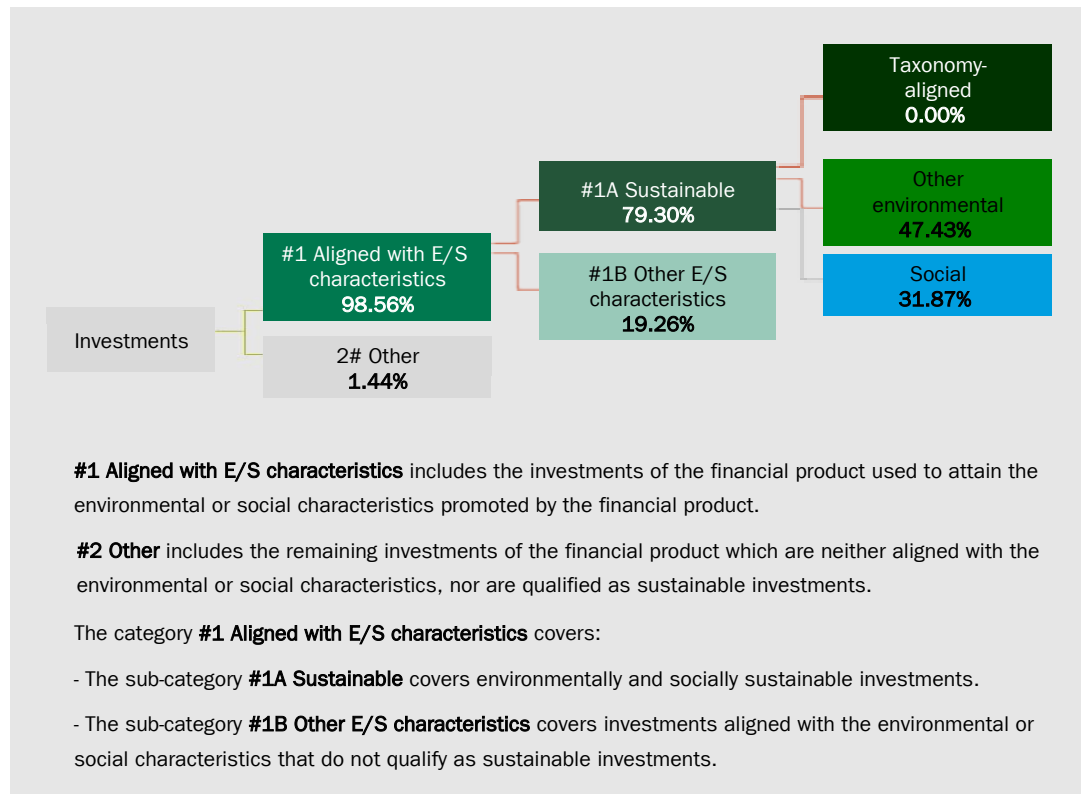 Taxonomy-
aligned
0.00%
Other
environmental
47.43%
Social
31.87%
#1A Sustainable
79.30%
#1B Other E/S
characteristics
19.26%
#1 Aligned with E/S
characteristics
98.56%
2# Other
1.44%
Investments
#1 Aligned with E/S characteristics includes the investments of the financial product used to attain the
environmental or social characteristics promoted by the financial product.
#2 Other includes the remaining investments of the financial product which are neither aligned with the
environmental or social characteristics, nor are qualified as sustainable investments.
The category #1 Aligned with E/S characteristics covers:
- The sub-category #1A Sustainable covers environmentally and socially sustainable investments.
- The sub-category #1B Other E/S characteristics covers investments aligned with the environmental or
social characteristics that do not qualify as sustainable investments.